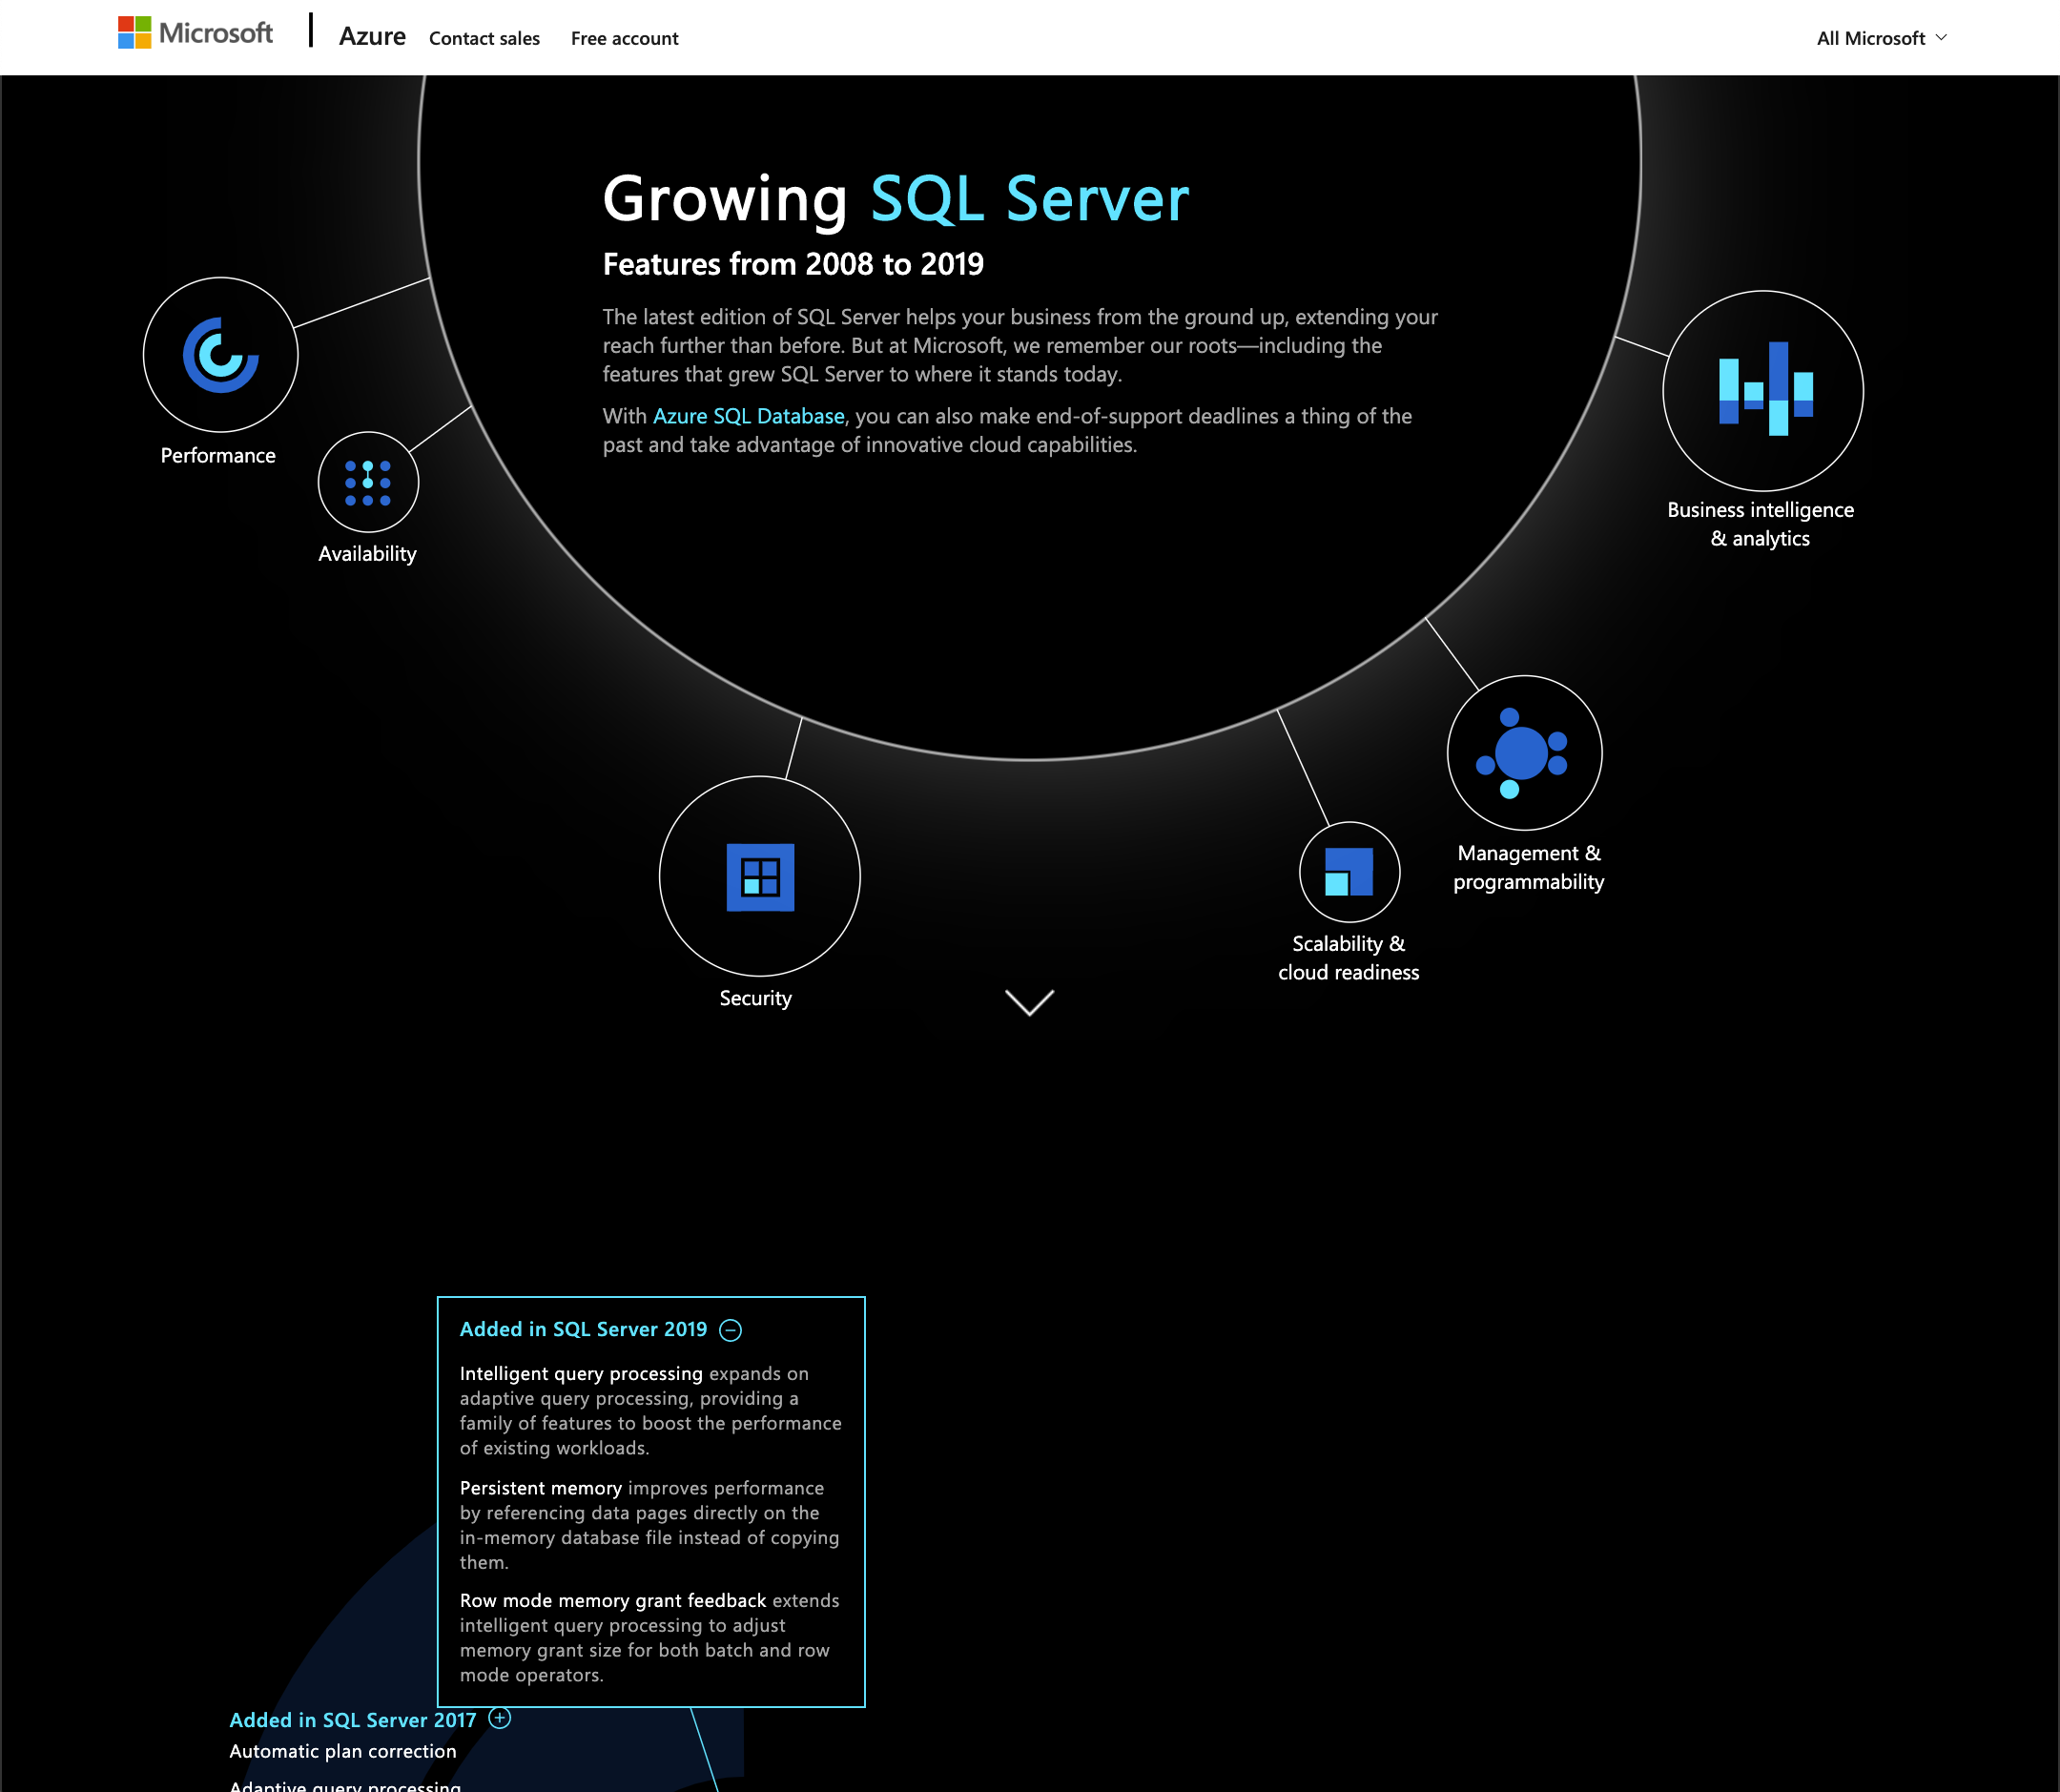 Microsoft
Azure
Contact sales
Free account
All Microsoft
Growing SQL Server
Features from 2008 to 2019
The latest edition of SQL Server helps your business from the ground up, extending your
reach further than before. But at Microsoft, we remember our roots—including the
features that grew SQL Server to where it stands today.
With Azure SQL Database, you can also make end-of-support deadlines a thing of the
past and take advantage of innovative cloud capabilities.
Performance
Availability
Business intelligence
& analytics
Management &
programmability
Scalability &
cloud readiness
Security
Added in SQL Server 2019
Intelligent query processing expands on
adaptive query processing, providing a
family of features to boost the performance
of existing workloads.
Persistent memory improves performance
by referencing data pages directly on the
in-memory database file instead of copying
them.
Row mode memory grant feedback extends
intelligent query processing to adjust
memory grant size for both batch and row
mode operators.
Added in SQL Server 2017
Automatic plan correction
Adaptive query processing